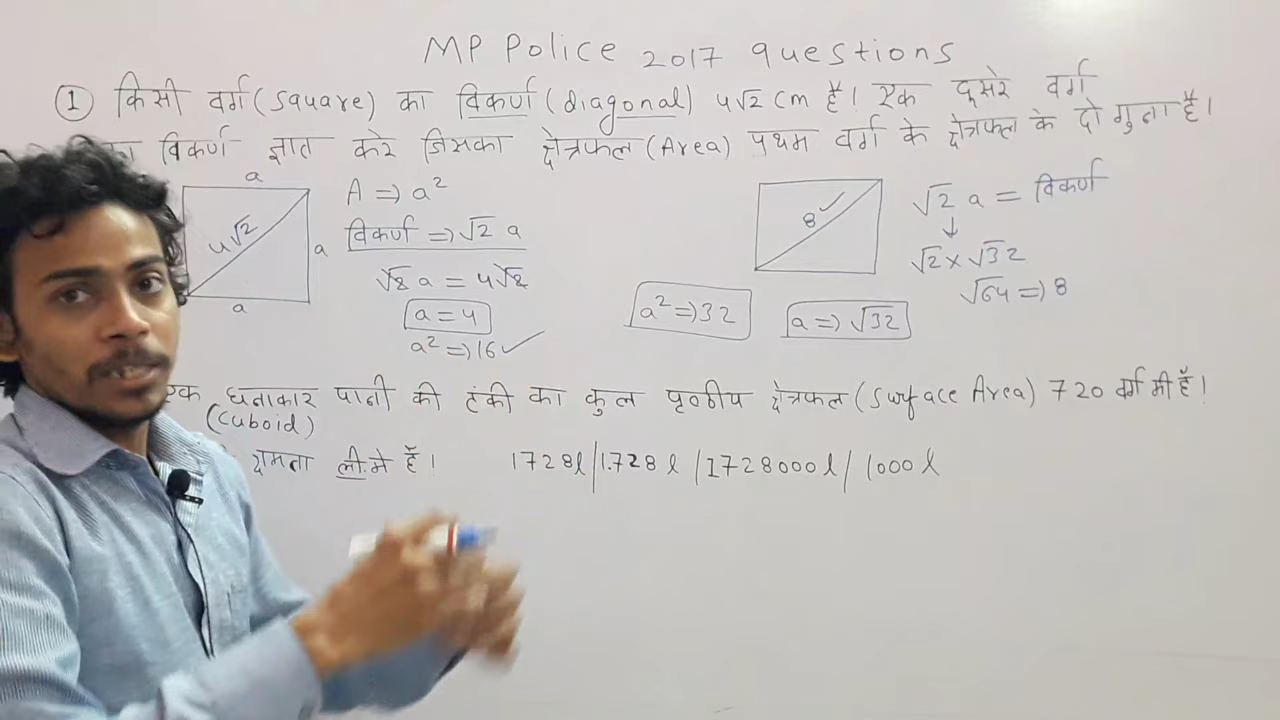 MP Police 2017 questions
① किसी वर्ग (square) का विकर्ण (diagonal) 4√2 cm है। एक दूसरे वर्ग
का विकर्ण ज्ञात करे जिसका क्षेत्रफल (Area) प्रथम वर्ग के क्षेत्रफल के दो गुना है।
a
a
a
4√2
A => a²
विकर्ण => √2 a
√2 a = 4√2
a = 4
a² => 16 ✓
8 ✓
a² => 32
a => √32
√2 a = विकर्ण
↓
√2 × √32
√64 => 8
एक घनाकार पानी की टंकी का कुल पृष्ठीय क्षेत्रफल (Surface Area) 720 वर्ग मी है।
(Cuboid)
क्षमता ली. मे है। 1728 l / 1.728 l / 1728000 l / 1000 l